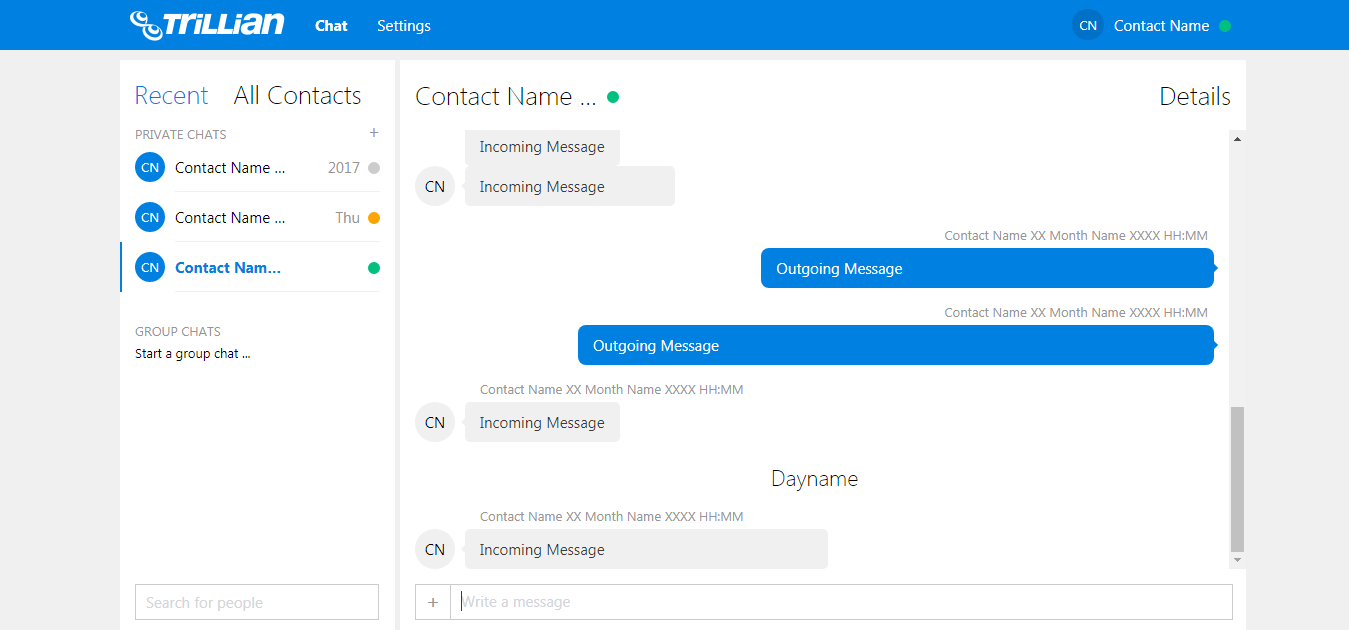 TRiLLian Chat Settings CN Contact Name
Recent All Contacts
PRIVATE CHATS +
CN Contact Name ... 2017
CN Contact Name ... Thu
CN Contact Nam...
GROUP CHATS
Start a group chat ...
Search for people
Contact Name ... Details
Incoming Message
CN Incoming Message
Contact Name XX Month Name XXXX HH:MM
Outgoing Message
Contact Name XX Month Name XXXX HH:MM
Outgoing Message
Contact Name XX Month Name XXXX HH:MM
CN Incoming Message
Dayname
Contact Name XX Month Name XXXX HH:MM
CN Incoming Message
+ Write a message